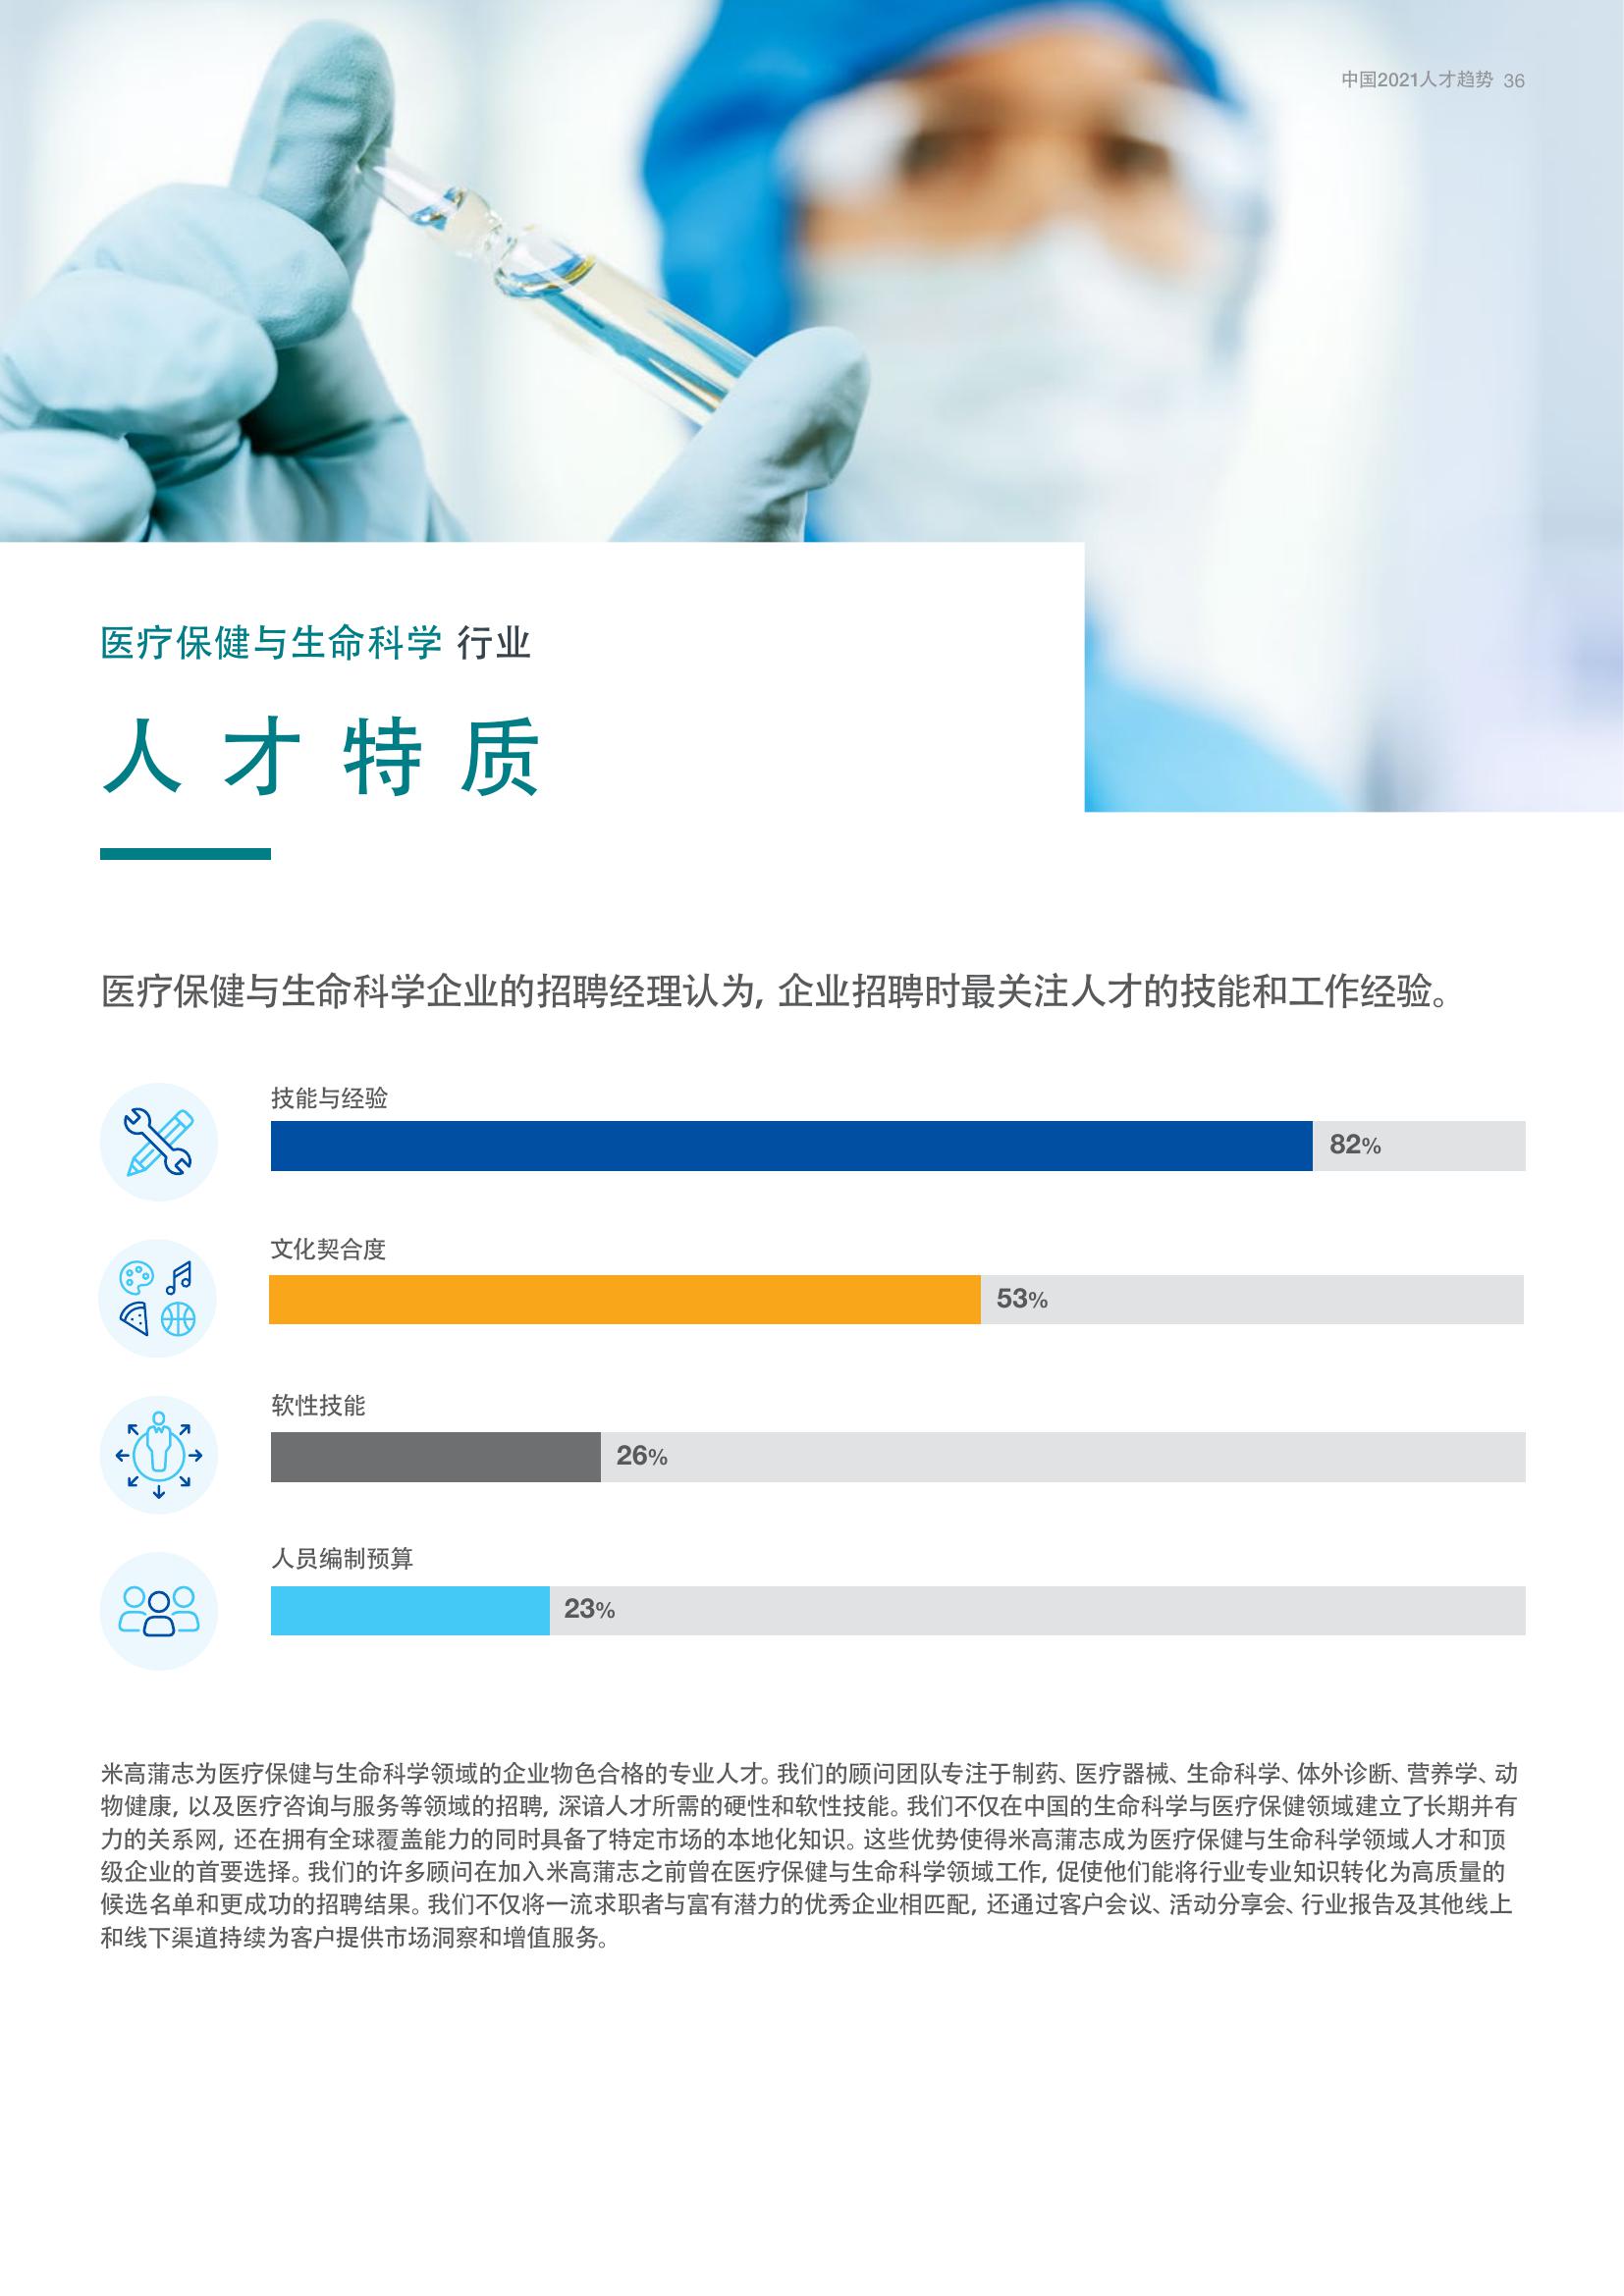 中国2021人才趋势 36
医疗保健与生命科学 行业
人才特质
医疗保健与生命科学企业的招聘经理认为, 企业招聘时最关注人才的技能和工作经验。
技能与经验
82%
文化契合度
53%
软性技能
26%
人员编制预算
23%
米高蒲志为医疗保健与生命科学领域的企业物色合格的专业人才。我们的顾问团队专注于制药、医疗器械、生命科学、体外诊断、营养学、动
物健康, 以及医疗咨询与服务等领域的招聘, 深谙人才所需的硬性和软性技能。我们不仅在中国的生命科学与医疗保健领域建立了长期并有
力的关系网, 还在拥有全球覆盖能力的同时具备了特定市场的本地化知识。这些优势使得米高蒲志成为医疗保健与生命科学领域人才和顶
级企业的首要选择。我们的许多顾问在加入米高蒲志之前曾在医疗保健与生命科学领域工作, 促使他们能将行业专业知识转化为高质量的
候选名单和更成功的招聘结果。我们不仅将一流求职者与富有潜力的优秀企业相匹配, 还通过客户会议、活动分享会、行业报告及其他线上
和线下渠道持续为客户提供市场洞察和增值服务。